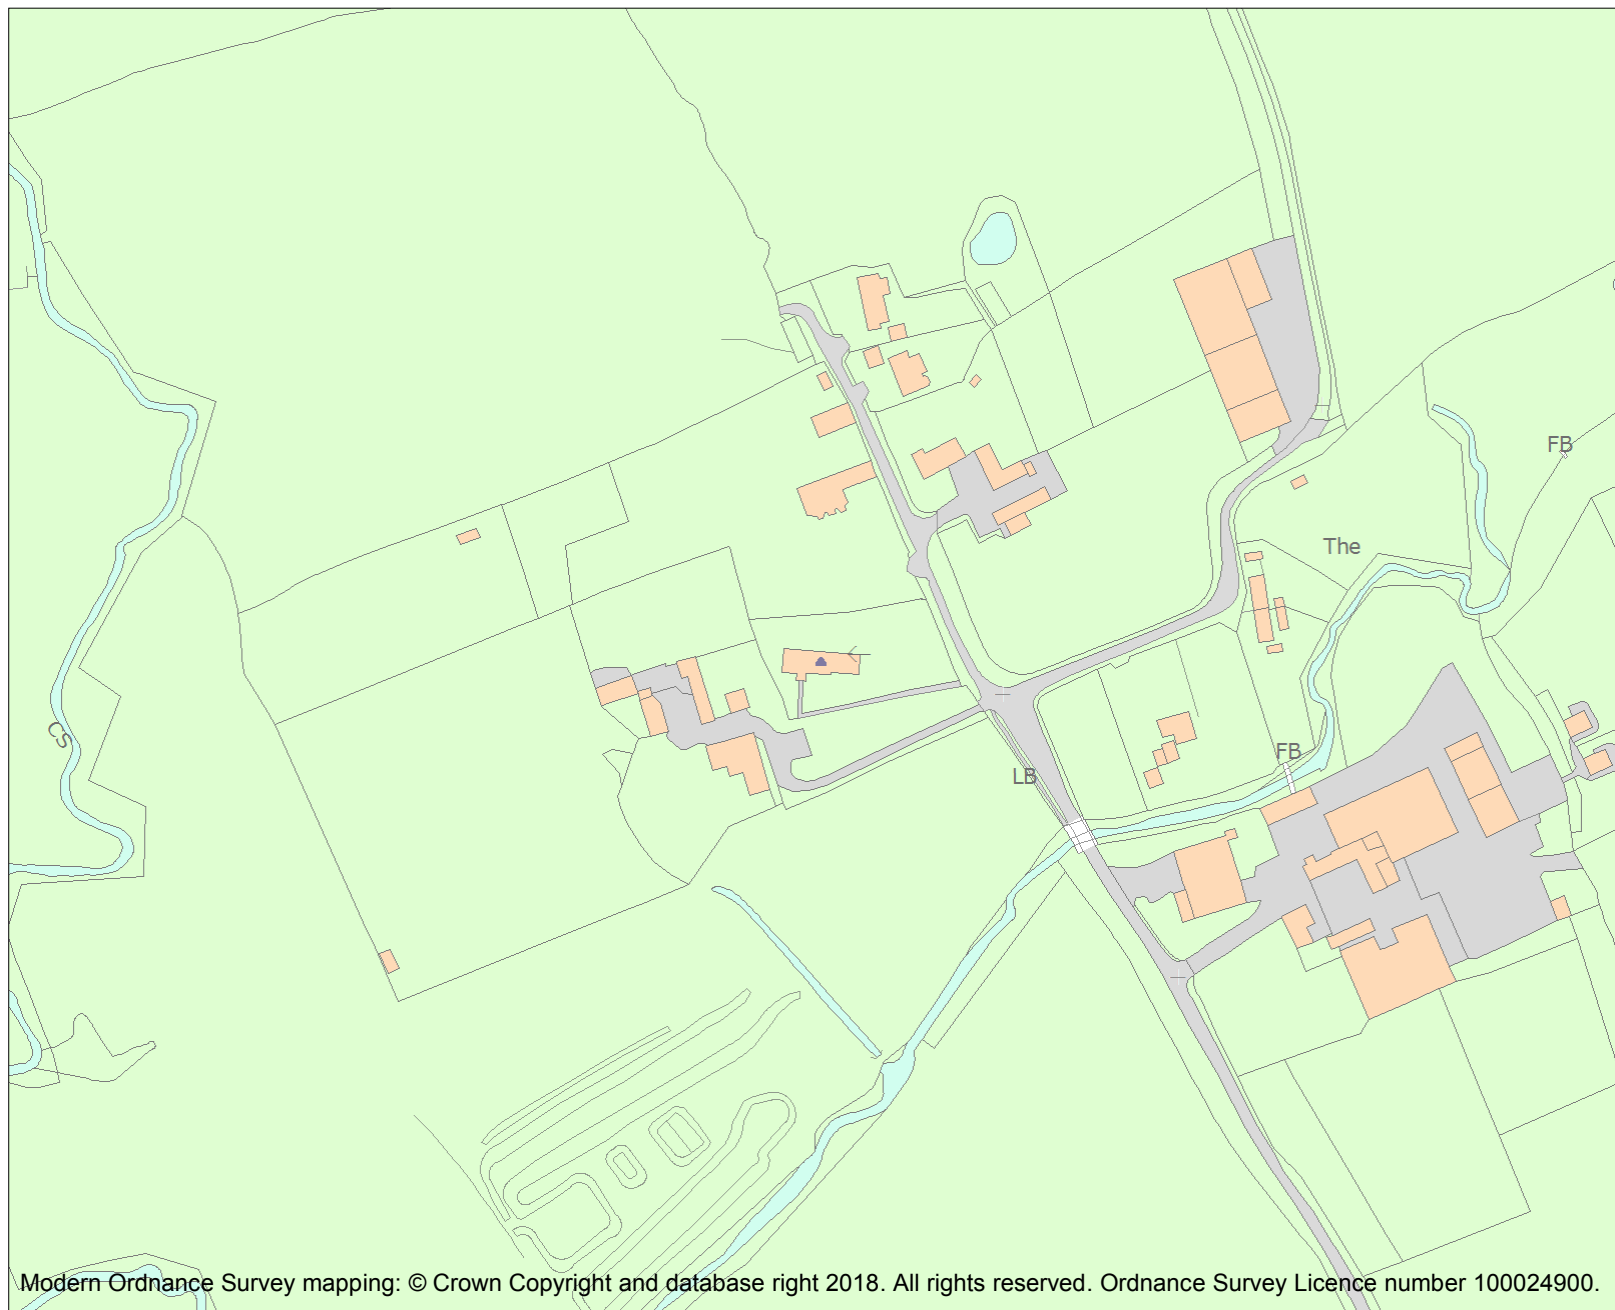 FB
The
CS
FB
LB
Modern Ordnance Survey mapping: © Crown Copyright and database right 2018. All rights reserved. Ordnance Survey Licence number 100024900.